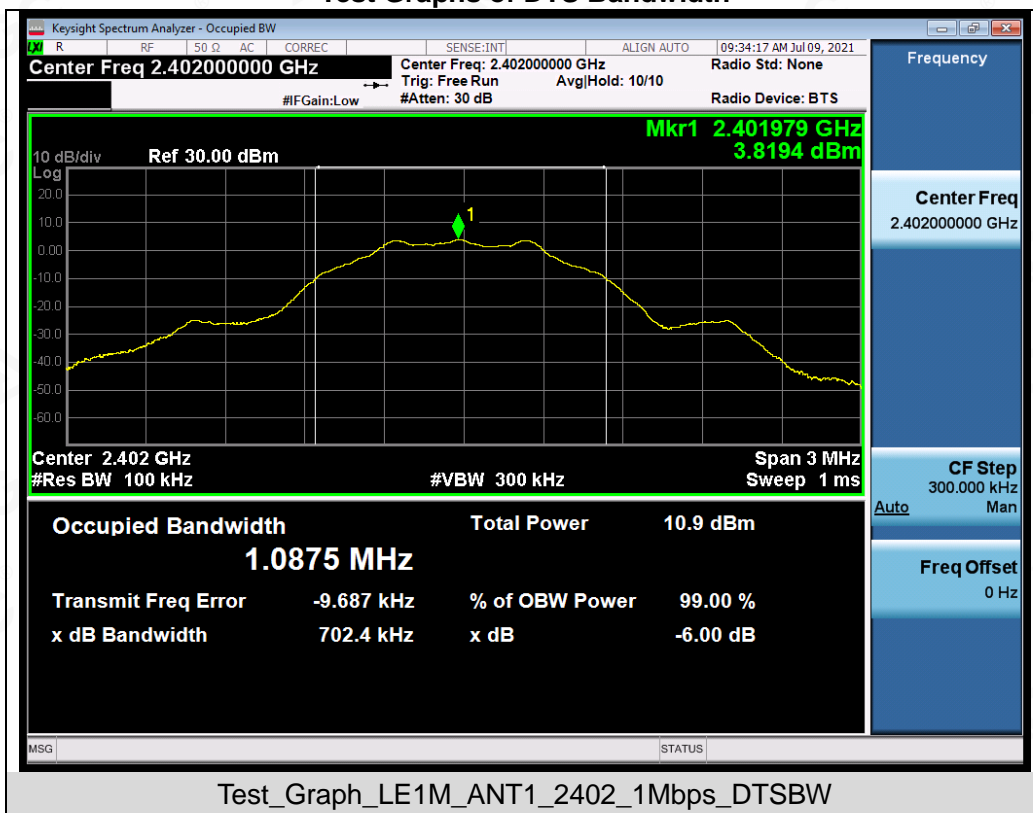 Test Graphs of DTS Bandwidth
Keysight Spectrum Analyzer - Occupied BW
LXI R RF 50 Ω AC CORREC SENSE:INT ALIGN AUTO 09:34:17 AM Jul 09, 2021
Center Freq 2.402000000 GHz
#IFGain:Low
Center Freq: 2.402000000 GHz
Trig: Free Run Avg|Hold: 10/10
#Atten: 30 dB
Radio Std: None
Radio Device: BTS
Mkr1 2.401979 GHz
3.8194 dBm
10 dB/div Ref 30.00 dBm
Log
20.0
10.0
0.00
-10.0
-20.0
-30.0
-40.0
-50.0
-60.0
1
Center 2.402 GHz Span 3 MHz
#Res BW 100 kHz #VBW 300 kHz Sweep 1 ms
Occupied Bandwidth Total Power 10.9 dBm
1.0875 MHz
Transmit Freq Error -9.687 kHz % of OBW Power 99.00 %
x dB Bandwidth 702.4 kHz x dB -6.00 dB
Frequency
Center Freq
2.402000000 GHz
CF Step
300.000 kHz
Auto Man
Freq Offset
0 Hz
MSG STATUS
Test_Graph_LE1M_ANT1_2402_1Mbps_DTSBW